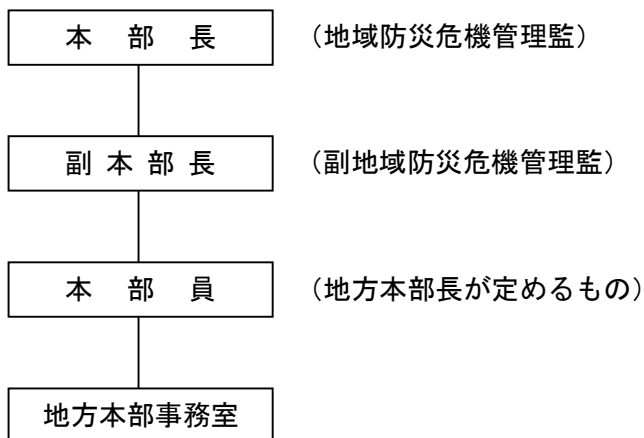 本部長 （地域防災危機管理監）
副本部長 （副地域防災危機管理監）
本部員 （地方本部長が定めるもの）
地方本部事務室